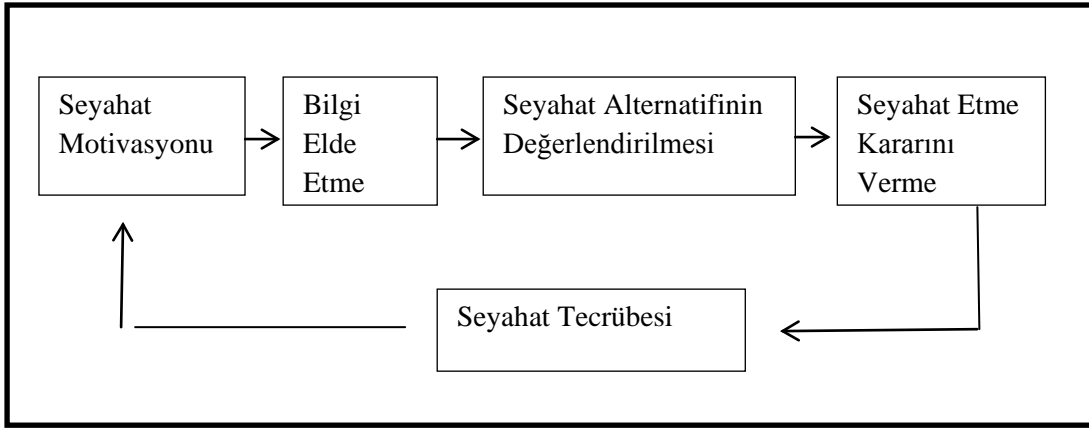 Seyahat
Motivasyonu
Bilgi
Elde
Etme
Seyahat Alternatifinin
Değerlendirilmesi
Seyahat Etme
Kararını
Verme
Seyahat Tecrübesi